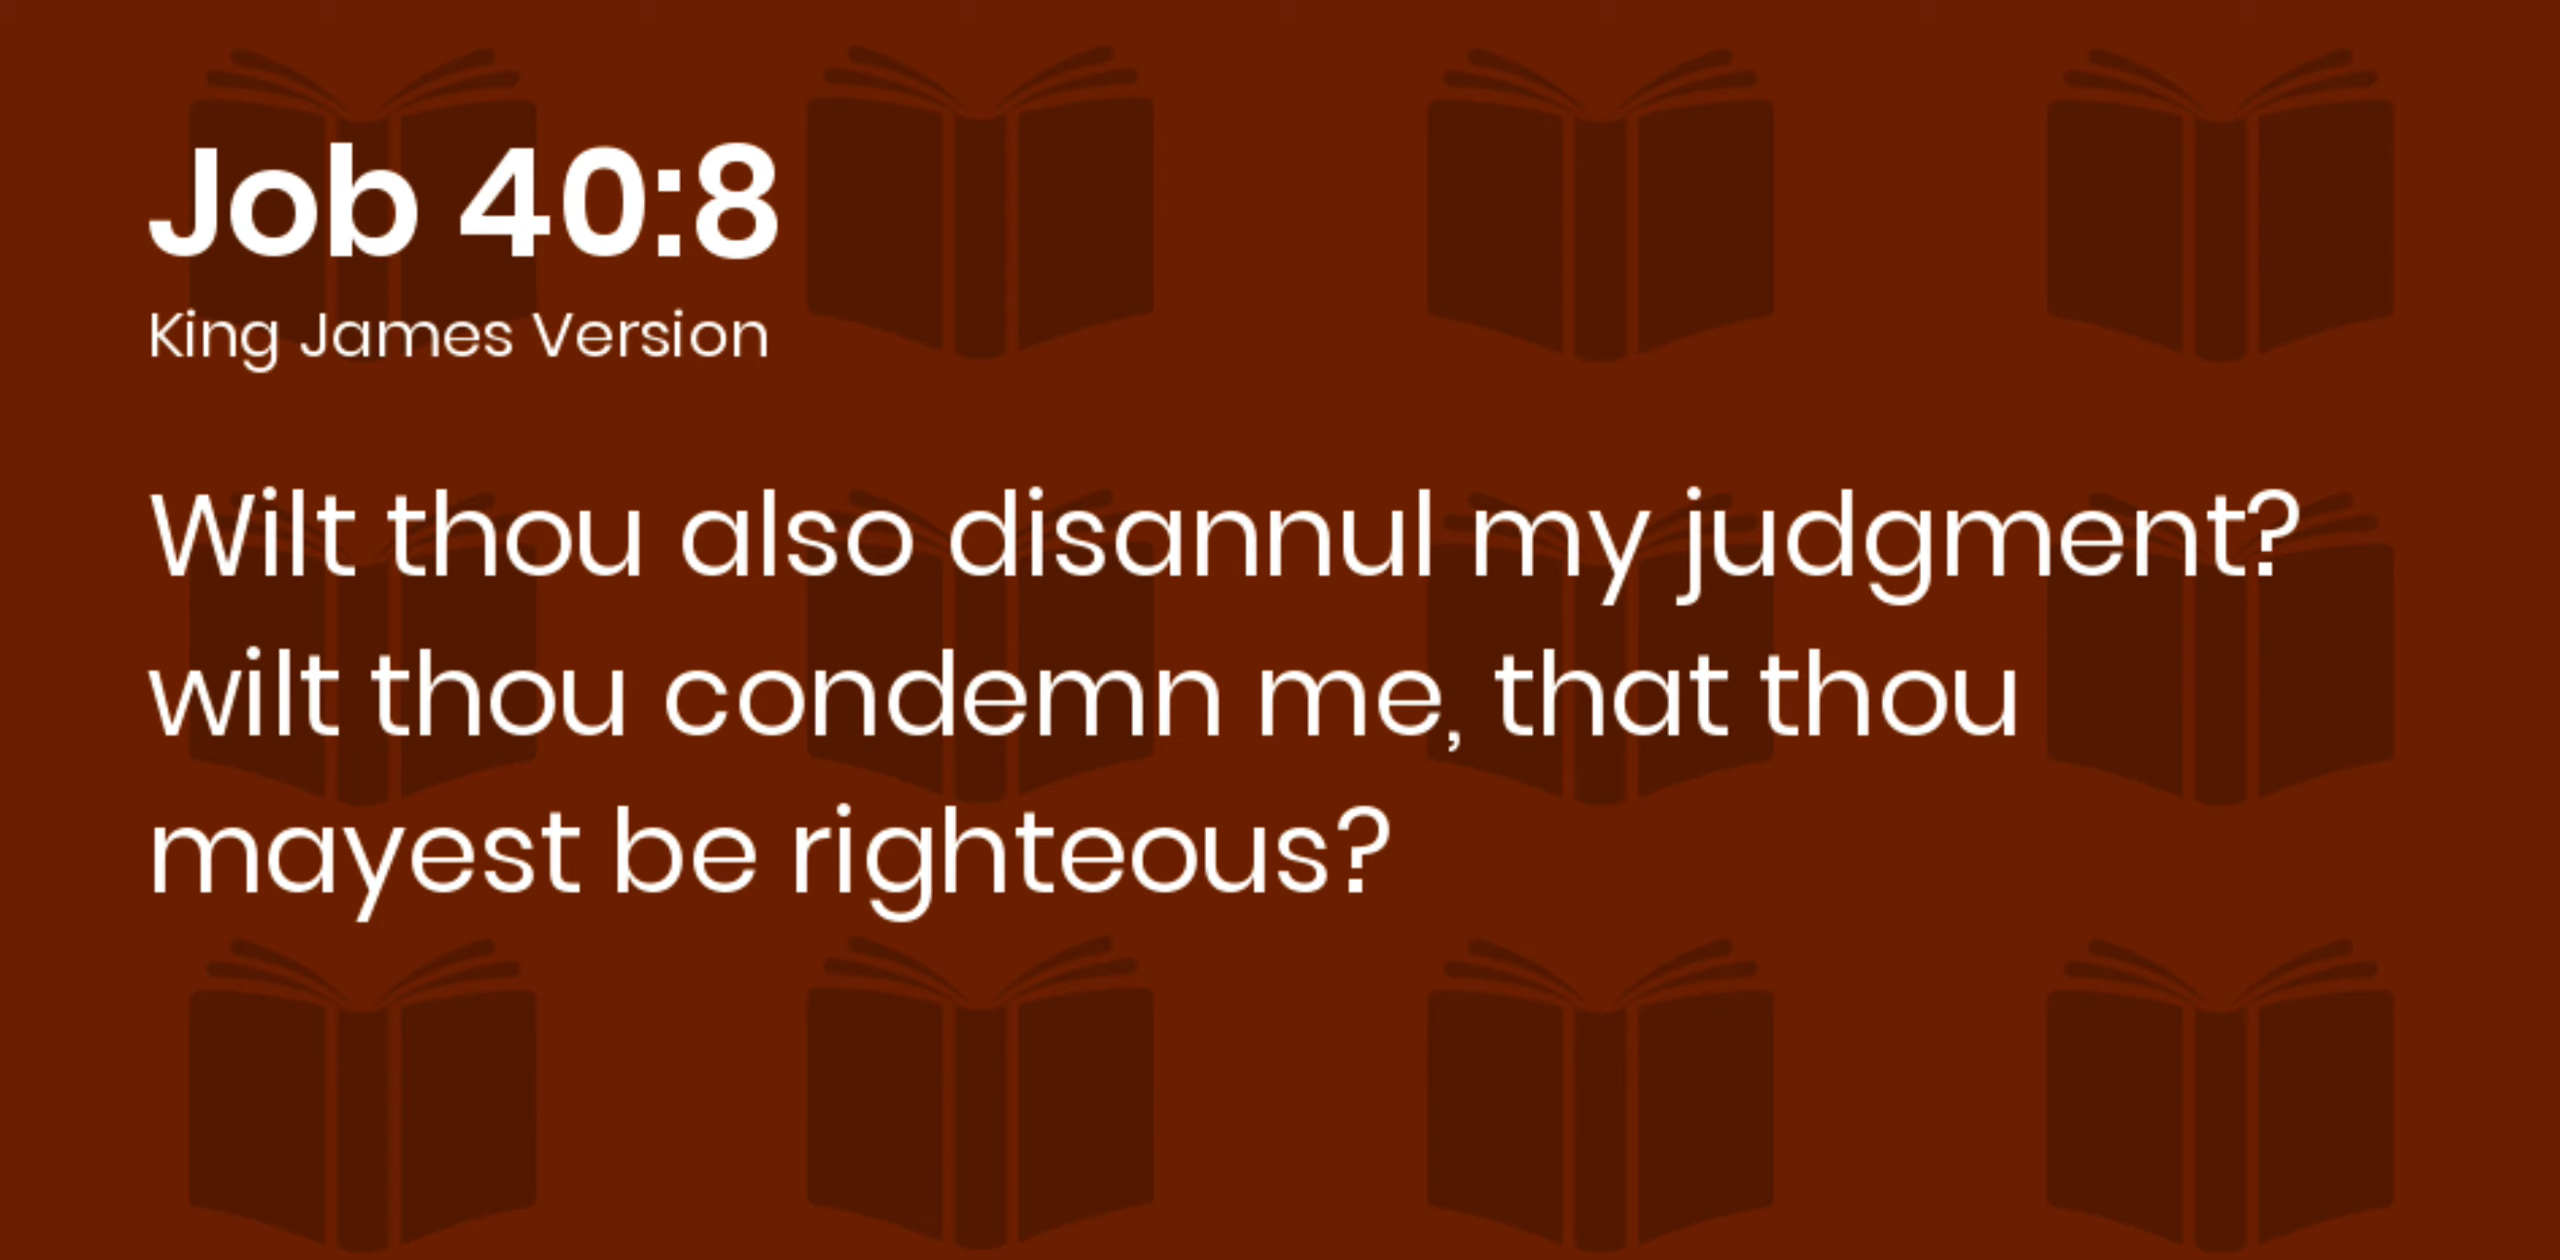 Job 40:8
King James Version
Wilt thou also disannul my judgment?
wilt thou condemn me, that thou
mayest be righteous?